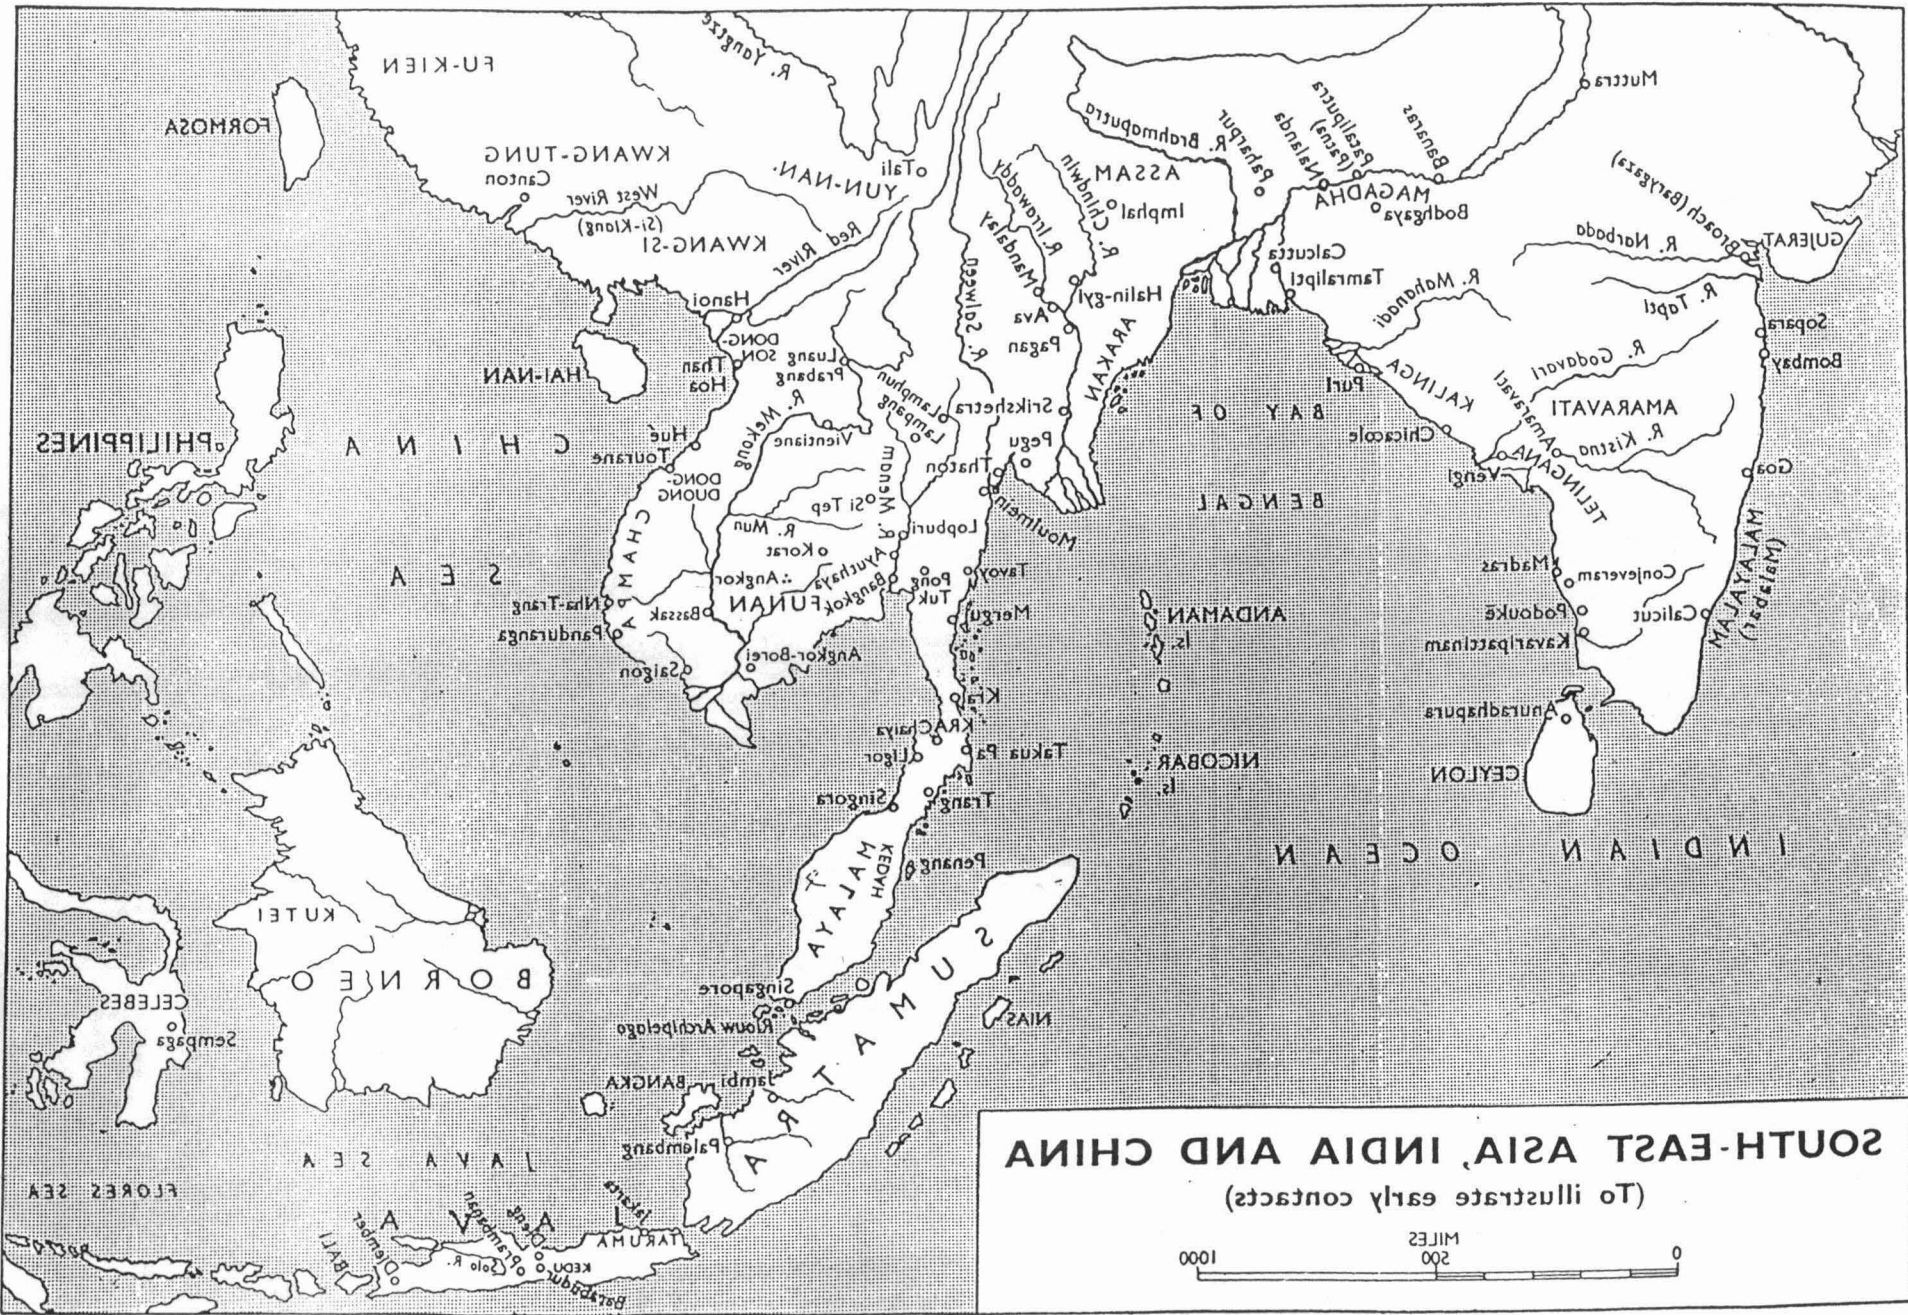 SOUTH-EAST ASIA, INDIA AND CHINA
(To illustrate early contacts)
MILES
0 500 1000
Muttra
Banaras
Pataliputra
(Patna)
Nalanda
Paharpur
R. Brahmaputra
MAGADHA
Bodhgaya
ASSAM
Imphal
R. Chindwin
R. Irrawaddy
Mandalay
Tali
YUN-NAN.
R. Yangtze
FU-KIEN
FORMOSA
KWANG-TUNG
Canton
West River
(Si-Kiang)
KWANG-SI
Red River
GUJERAT
Broach (Barygaza)
R. Narbada
R. Tapti
R. Mahanadi
Calcutta
Tamralipti
Halin-gyi
Ava
Pagan
ARAKAN
R. Salween
Hanoi
DONG-
SON
Than
Hoa
Luang
Prabang
HAI-NAN
Sopara
Bombay
R. Godavari
Puri
KALINGA
AMARAVATI
Amaravati
R. Kistna
Chicacole
TELINGANA
Vengi
Goa
BAY OF
BENGAL
Srikshetra
Pegu
Thaton
Moulmein
Lamphun
Lampang
R. Menam
Vientiane
R. Mekong
Hué
Tourane
DONG-
DUONG
CHAMPA
CHINA
SEA
PHILIPPINES
Si Tep
R. Mun
Korat
Lopburi
Ayuthaya
Bangkok
Pong
Tuk
Angkor
FUNAN
Bassak
Nha-Trang
Panduranga
Angkor-Borei
Saigon
MALAYALAM
(Malabar)
Madras
Conjeveram
Podoukē
Calicut
Kavaripattinam
Anuradhapura
CEYLON
ANDAMAN
Is.
NICOBAR
Is.
Tavoy
Mergui
Kra
KRA
Chaiya
Takua Pa
Ligor
Trang
Singora
INDIAN OCEAN
Penang
KEDAH
MALAYA
SUMATRA
NIAS
Singapore
Riouw Archipelago
Jambi
BANGKA
Palembang
KUTEI
BORNEO
CELEBES
Sempaga
JAVA SEA
FLORES SEA
JAVA
Jakarta
TARUMA
Dieng
Prambanan
KEDU
Barabudur
Solo R.
Djember
BALI